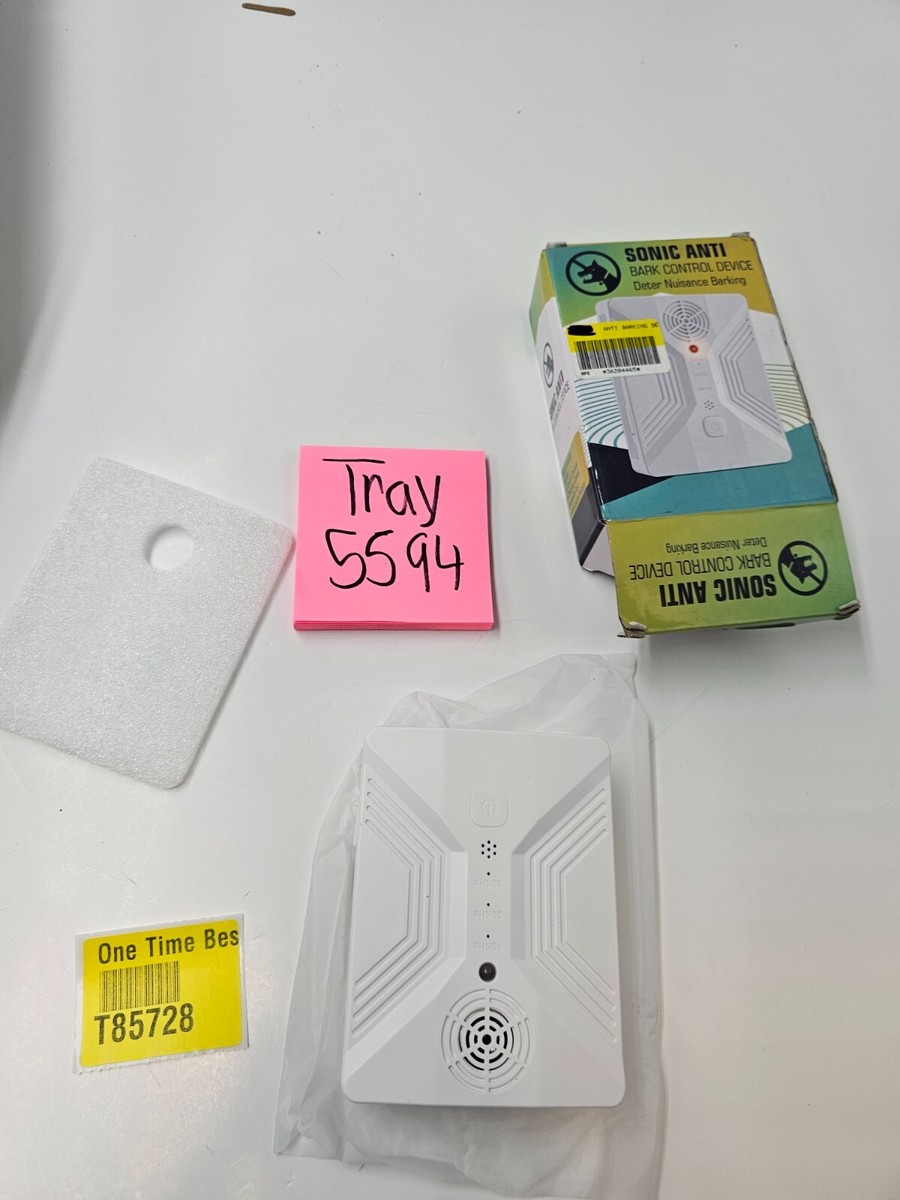 SONIC ANTI
BARK CONTROL DEVICE
Deter Nuisance Barking
SONIC ANTI
BARK CONTROL DEVICE
Deter Nuisance Barking
Tray
5594
One Time Bes
T85728